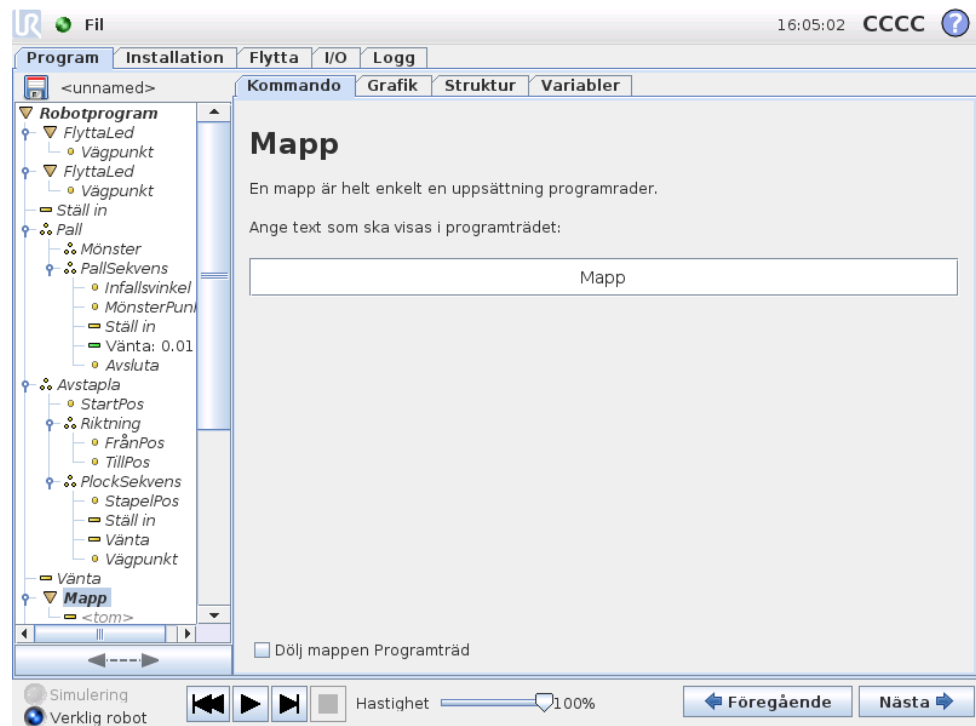 UR Fil 16:05:02 CCCC ?
Program Installation Flytta I/O Logg
<unnamed>
Kommando Grafik Struktur Variabler
Robotprogram
FlyttaLed
Vägpunkt
FlyttaLed
Vägpunkt
Ställ in
Pall
Mönster
PallSekvens
Infallsvinkel
MönsterPunk
Ställ in
Vänta: 0.01
Avsluta
Avstapla
StartPos
Riktning
FrånPos
TillPos
PlockSekvens
StapelPos
Ställ in
Vänta
Vägpunkt
Vänta
Mapp
<tom>
Mapp
En mapp är helt enkelt en uppsättning programrader.
Ange text som ska visas i programträdet:
Mapp
Dölj mappen Programträd
Simulering
Verklig robot
Hastighet 100%
Föregående Nästa